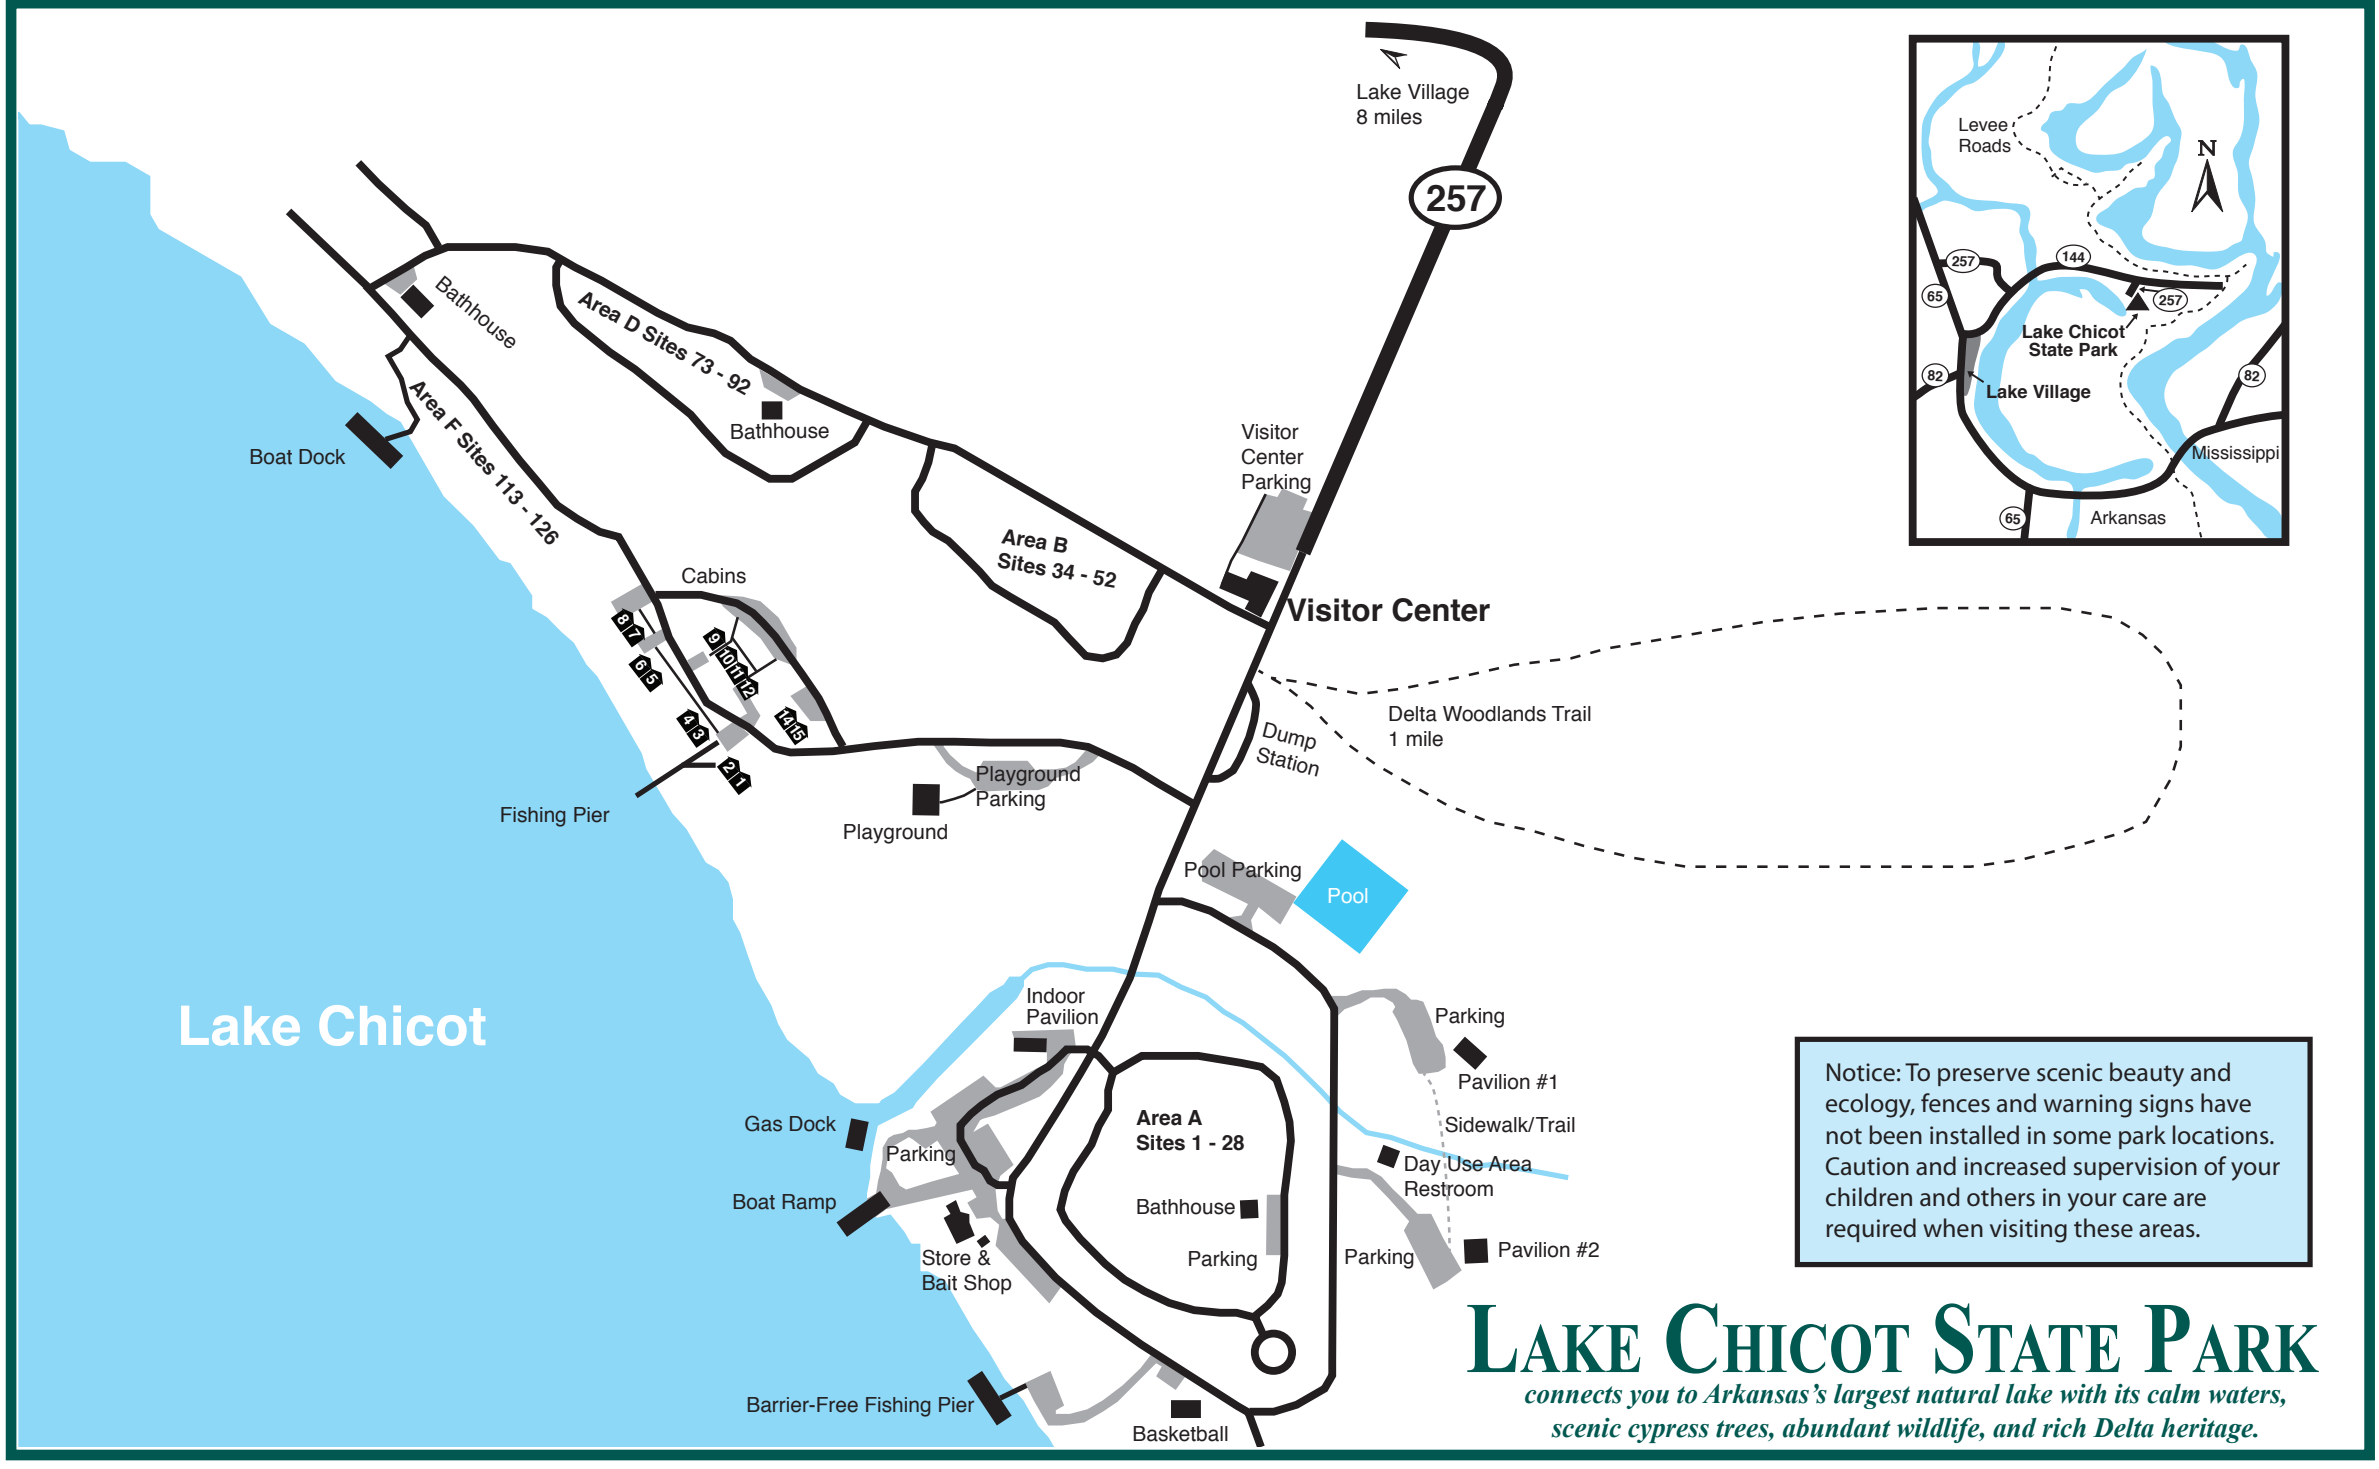 Lake Village
8 miles
257
Levee
Roads
N
257
144
65
257
Lake Chicot
State Park
82
Lake Village
82
Mississippi
65
Arkansas
Bathhouse
Area D Sites 73 - 92
Bathhouse
Area F Sites 113 - 126
Boat Dock
Visitor
Center
Parking
Area B
Sites 34 - 52
Visitor Center
Cabins
8
7
6
5
4
3
2
1
9
10
11
12
14
15
Fishing Pier
Playground
Parking
Playground
Dump
Station
Delta Woodlands Trail
1 mile
Pool Parking
Pool
Lake Chicot
Indoor
Pavilion
Parking
Pavilion #1
Sidewalk/Trail
Gas Dock
Parking
Boat Ramp
Store &
Bait Shop
Area A
Sites 1 - 28
Bathhouse
Parking
Day Use Area
Restroom
Parking
Pavilion #2
Barrier-Free Fishing Pier
Basketball
Notice: To preserve scenic beauty and
ecology, fences and warning signs have
not been installed in some park locations.
Caution and increased supervision of your
children and others in your care are
required when visiting these areas.
LAKE CHICOT STATE PARK
connects you to Arkansas's largest natural lake with its calm waters,
scenic cypress trees, abundant wildlife, and rich Delta heritage.